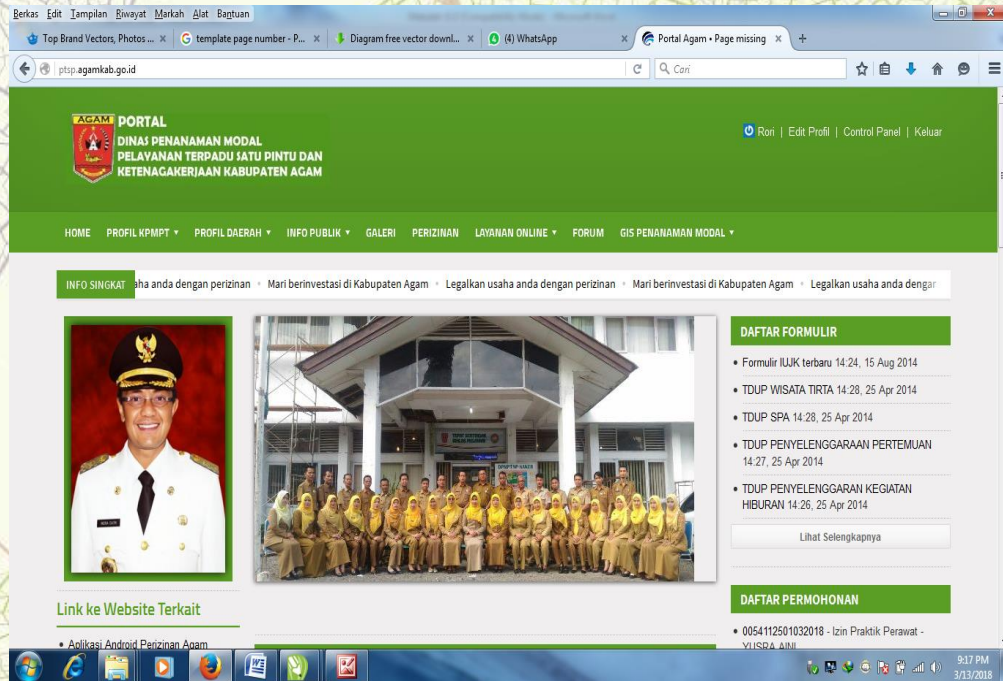 Berkas Edit Tampilan Riwayat Markah Alat Bantuan
Top Brand Vectors, Photos ... × template page number - P... × Diagram free vector downl... × (4) WhatsApp × Portal Agam • Page missing × +
ptsp.agamkab.go.id
Cari
AGAM
PORTAL
DINAS PENANAMAN MODAL
PELAYANAN TERPADU SATU PINTU DAN
KETENAGAKERJAAN KABUPATEN AGAM
Rori | Edit Profil | Control Panel | Keluar
HOME PROFIL KPMPT PROFIL DAERAH INFO PUBLIK GALERI PERIZINAN LAYANAN ONLINE FORUM GIS PENANAMAN MODAL
INFO SINGKAT aha anda dengan perizinan • Mari berinvestasi di Kabupaten Agam • Legalkan usaha anda dengan perizinan • Mari berinvestasi di Kabupaten Agam • Legalkan usaha anda dengar
DAFTAR FORMULIR
• Formulir IUJK terbaru 14:24, 15 Aug 2014
• TDUP WISATA TIRTA 14:28, 25 Apr 2014
• TDUP SPA 14:28, 25 Apr 2014
• TDUP PENYELENGGARAAN PERTEMUAN
14:27, 25 Apr 2014
• TDUP PENYELENGGARAN KEGIATAN
HIBURAN 14:26, 25 Apr 2014
Lihat Selengkapnya
Link ke Website Terkait
• Aplikasi Android Perizinan Agam
DAFTAR PERMOHONAN
• 0054112501032018 - Izin Praktik Perawat -
YUSRA AINI
9:17 PM
3/13/2018